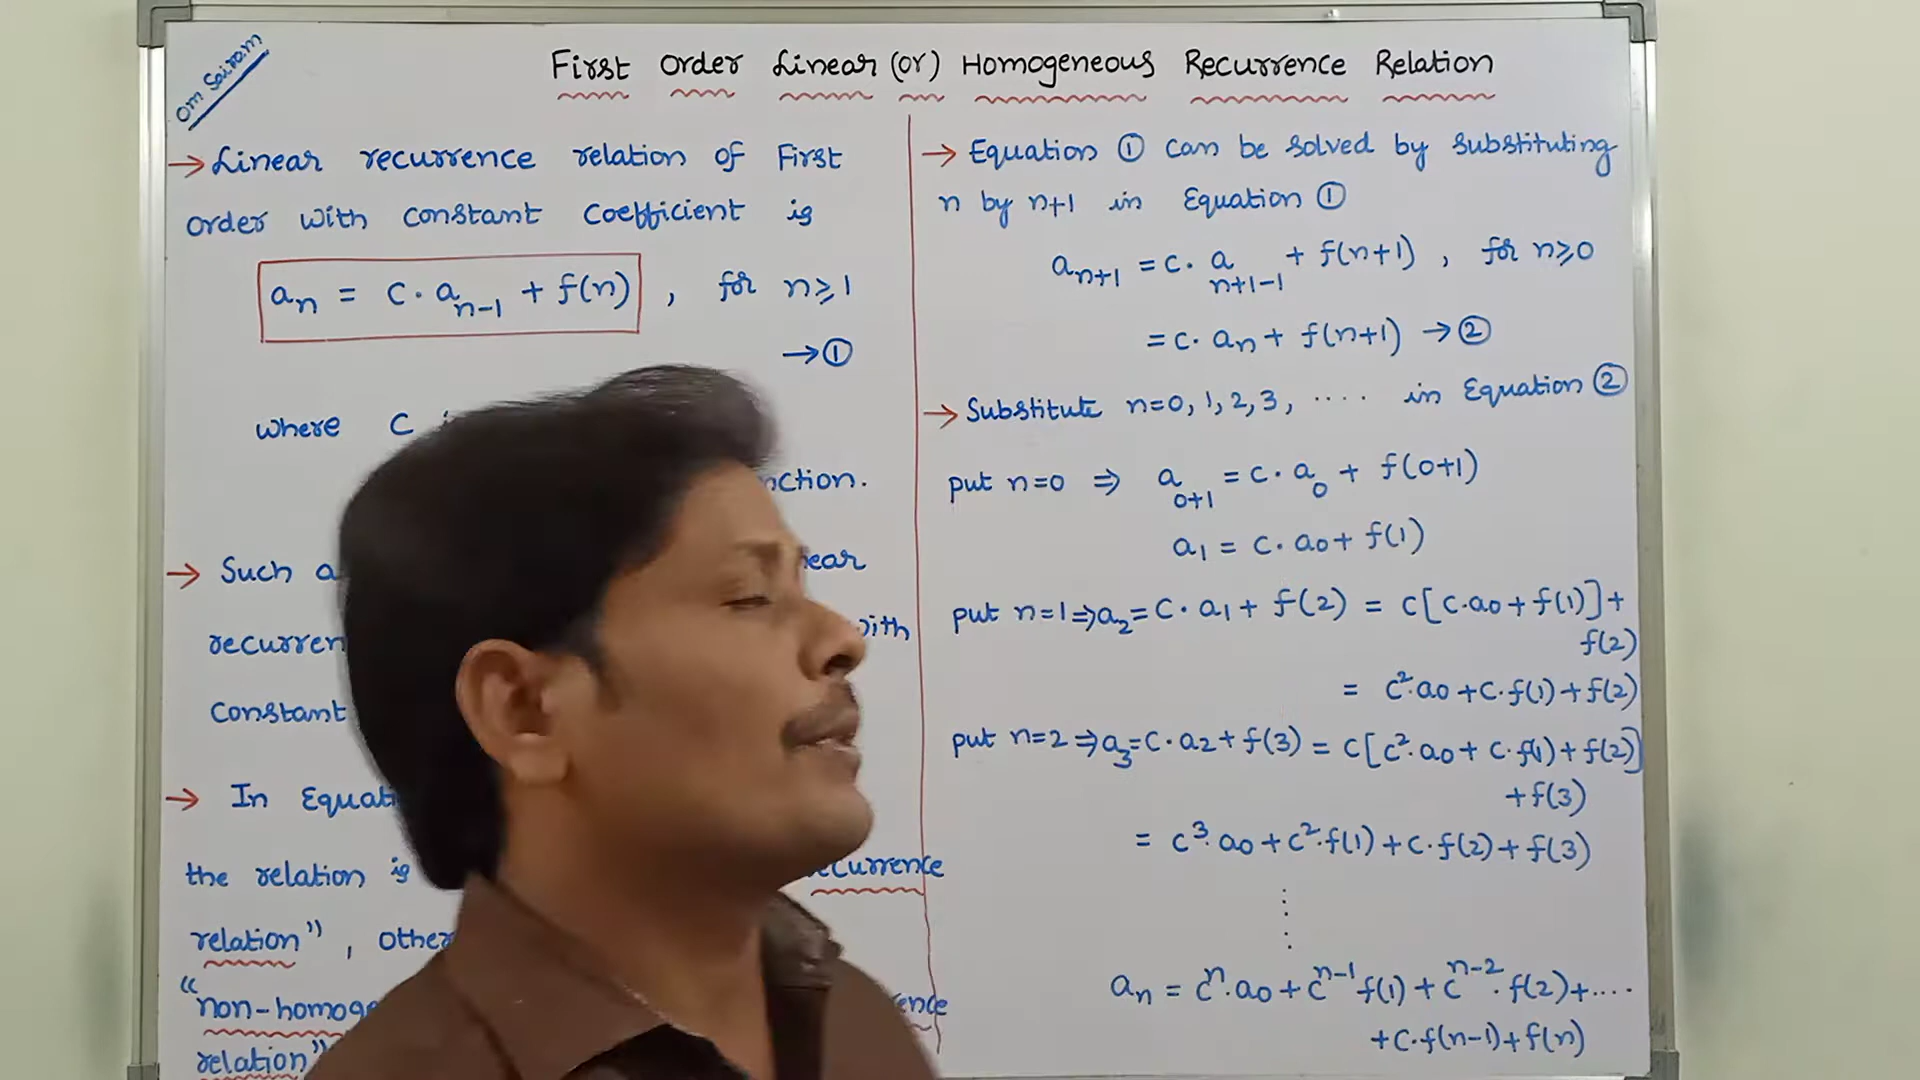 Om Sairam
First Order Linear (or) Homogeneous Recurrence Relation
→ Linear recurrence relation of First
order with constant coefficient is
aₙ = c · aₙ₋₁ + f(n) , for n ≥ 1
→ ①
where C
nction.
→ Such a
near
recurren
with
constant
→ In Equati
the relation is
ecurrence
relation", other
"non-homoge
ence
relation"
→ Equation ① can be solved by substituting
n by n+1 in Equation ①
aₙ₊₁ = c · aₙ₊₁₋₁ + f(n+1) , for n ≥ 0
= c · aₙ + f(n+1) → ②
→ Substitute n=0, 1, 2, 3, ···· in Equation ②
put n=0 ⇒ a₀₊₁ = c · a₀ + f(0+1)
a₁ = c · a₀ + f(1)
put n=1 ⇒ a₂ = c · a₁ + f(2) = c[c·a₀ + f(1)] +
f(2)
= c²·a₀ + c·f(1) + f(2)
put n=2 ⇒ a₃ = c · a₂ + f(3) = c[c²·a₀ + c·f(1) + f(2)]
+ f(3)
= c³·a₀ + c²·f(1) + c·f(2) + f(3)
⋮
aₙ = cⁿ·a₀ + cⁿ⁻¹ f(1) + cⁿ⁻²·f(2) + ····
+ c·f(n-1) + f(n)